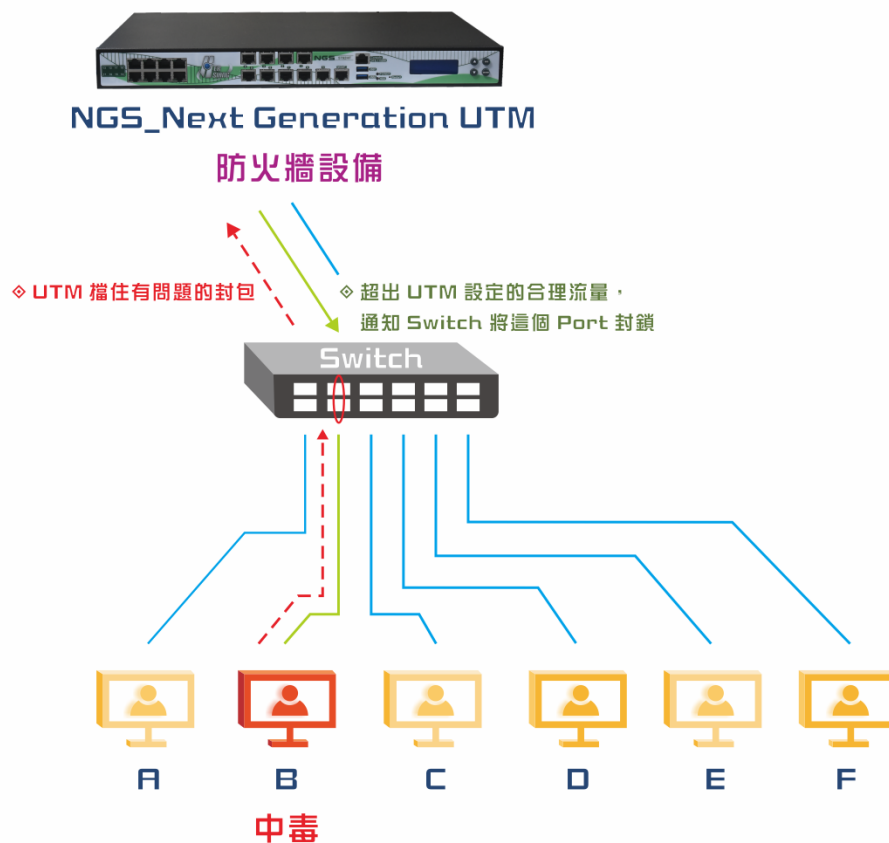 NGS
NGS_Next Generation UTM
防火牆設備
◇ UTM 擋住有問題的封包
◇ 超出 UTM 設定的合理流量，
通知 Switch 將這個 Port 封鎖
Switch
A B C D E F
中毒